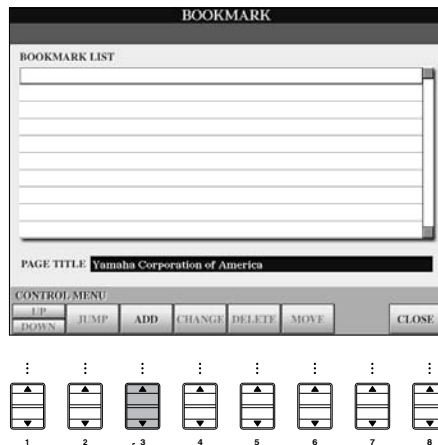 BOOKMARK
BOOKMARK LIST
PAGE TITLE Yamaha Corporation of America
CONTROL MENU
UP
DOWN
JUMP ADD CHANGE DELETE MOVE CLOSE
1 2 3 4 5 6 7 8